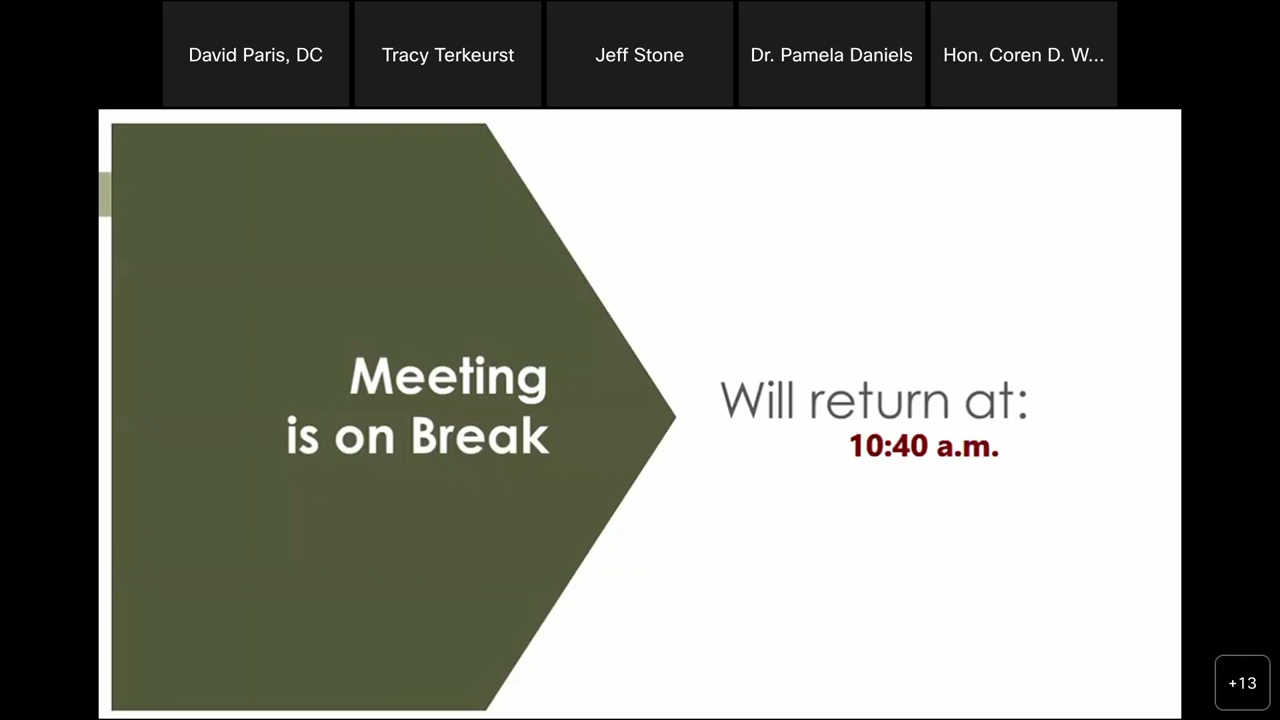 David Paris, DC
Tracy Terkeurst
Jeff Stone
Dr. Pamela Daniels
Hon. Coren D. W...
Meeting
is on Break
Will return at:
10:40 a.m.
+13